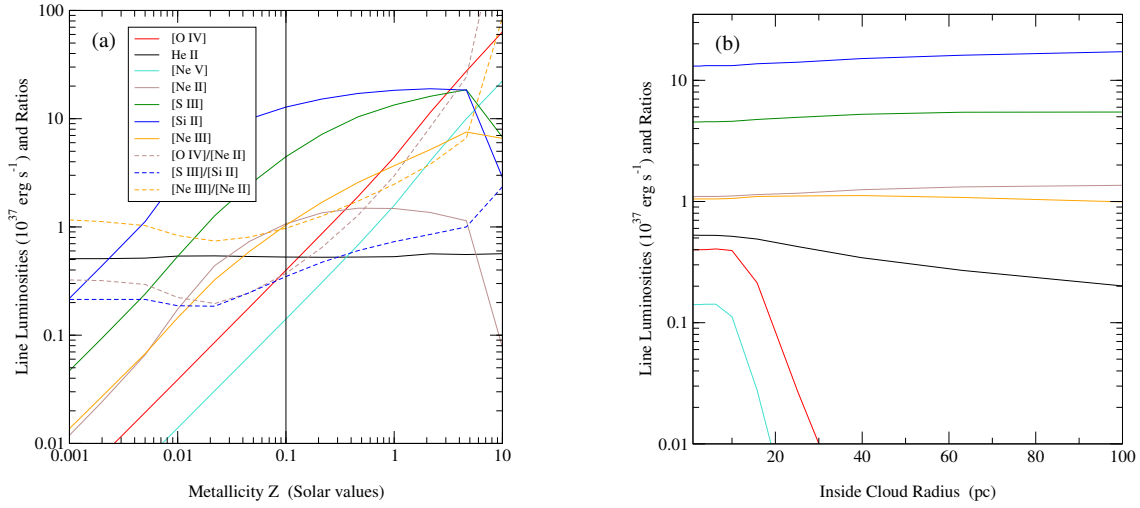 (a)
[O IV]
He II
[Ne V]
[Ne II]
[S III]
[Si II]
[Ne III]
[O IV]/[Ne II]
[S III]/[Si II]
[Ne III]/[Ne II]
100
10
1
0.1
0.01
0.001
0.01
0.1
1
10
Line Luminosities (10^37 erg s^-1) and Ratios
Metallicity Z (Solar values)
(b)
10
1
0.1
0.01
20
40
60
80
100
Line Luminosities (10^37 erg s^-1) and Ratios
Inside Cloud Radius (pc)